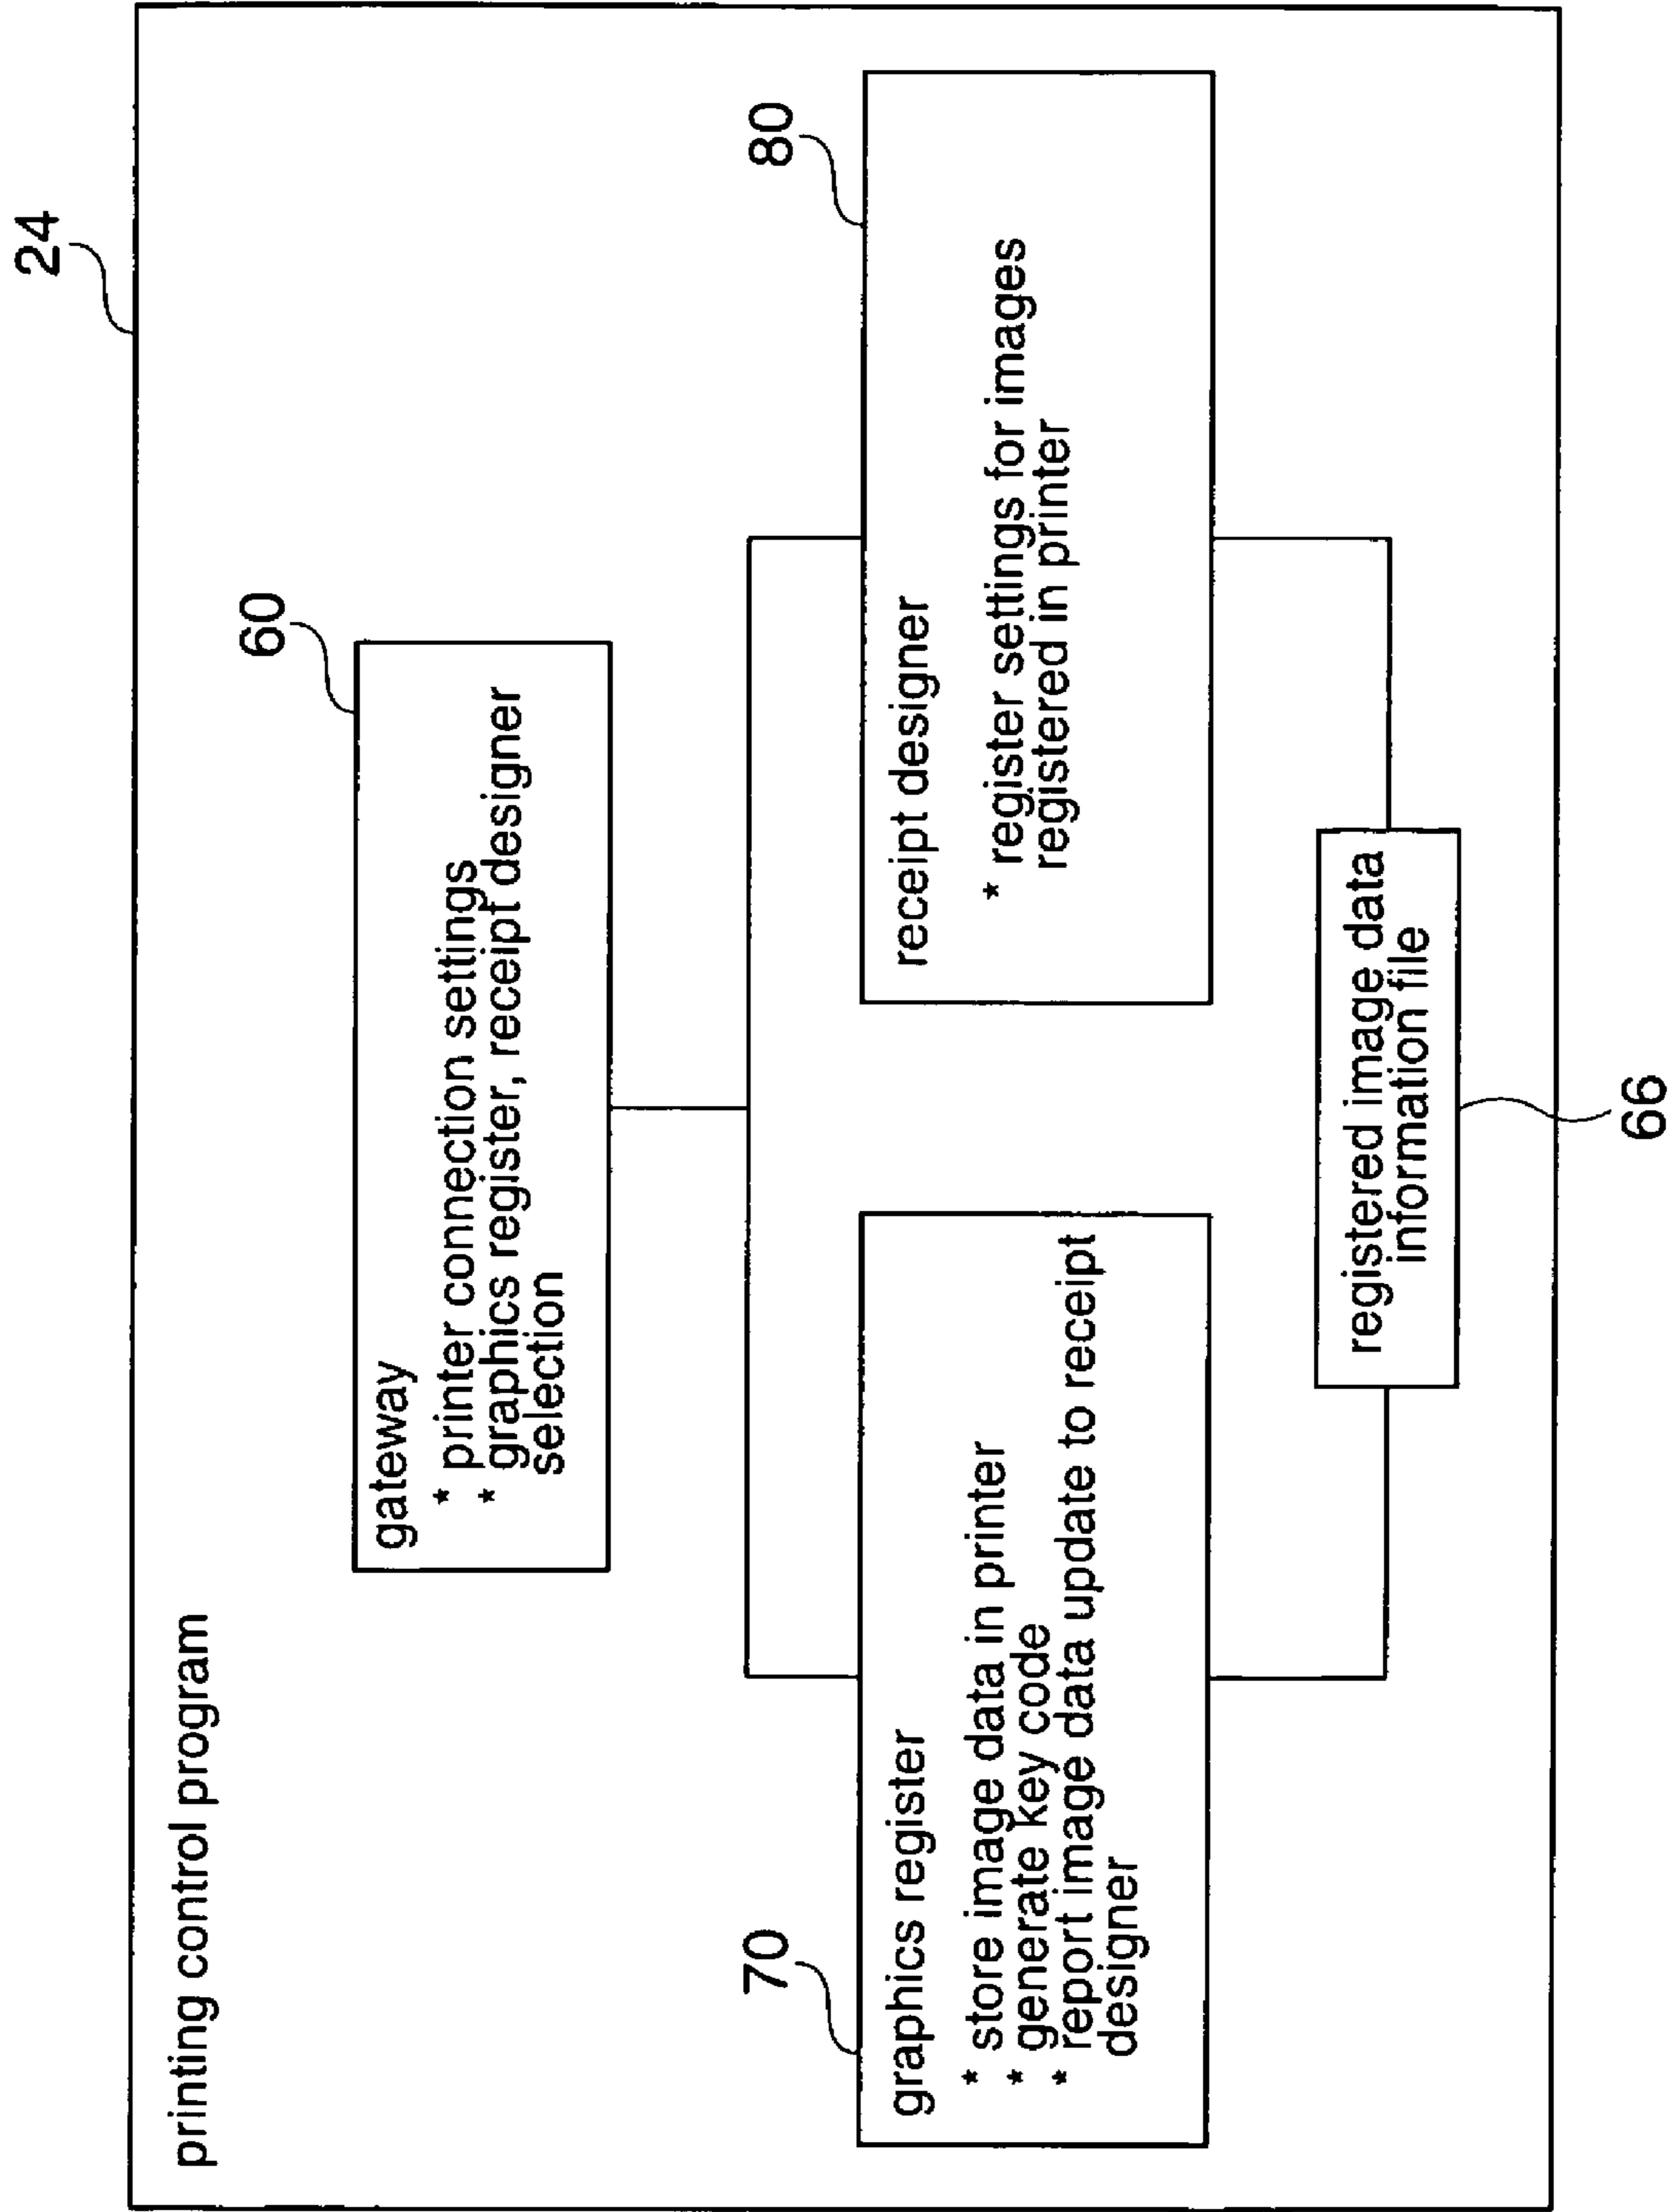 24
printing control program
60
gateway
* printer connection settings
* graphics register, receipt designer
selection
70
graphics register
* store image data in printer
* generate key code
* report image data update to receipt
designer
80
receipt designer
* register settings for images
registered in printer
registered image data
information file
66